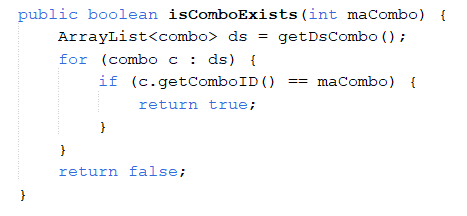 public boolean isComboExists(int maCombo) {
    ArrayList<combo> ds = getDsCombo();
    for (combo c : ds) {
        if (c.getComboID() == maCombo) {
            return true;
        }
    }
    return false;
}